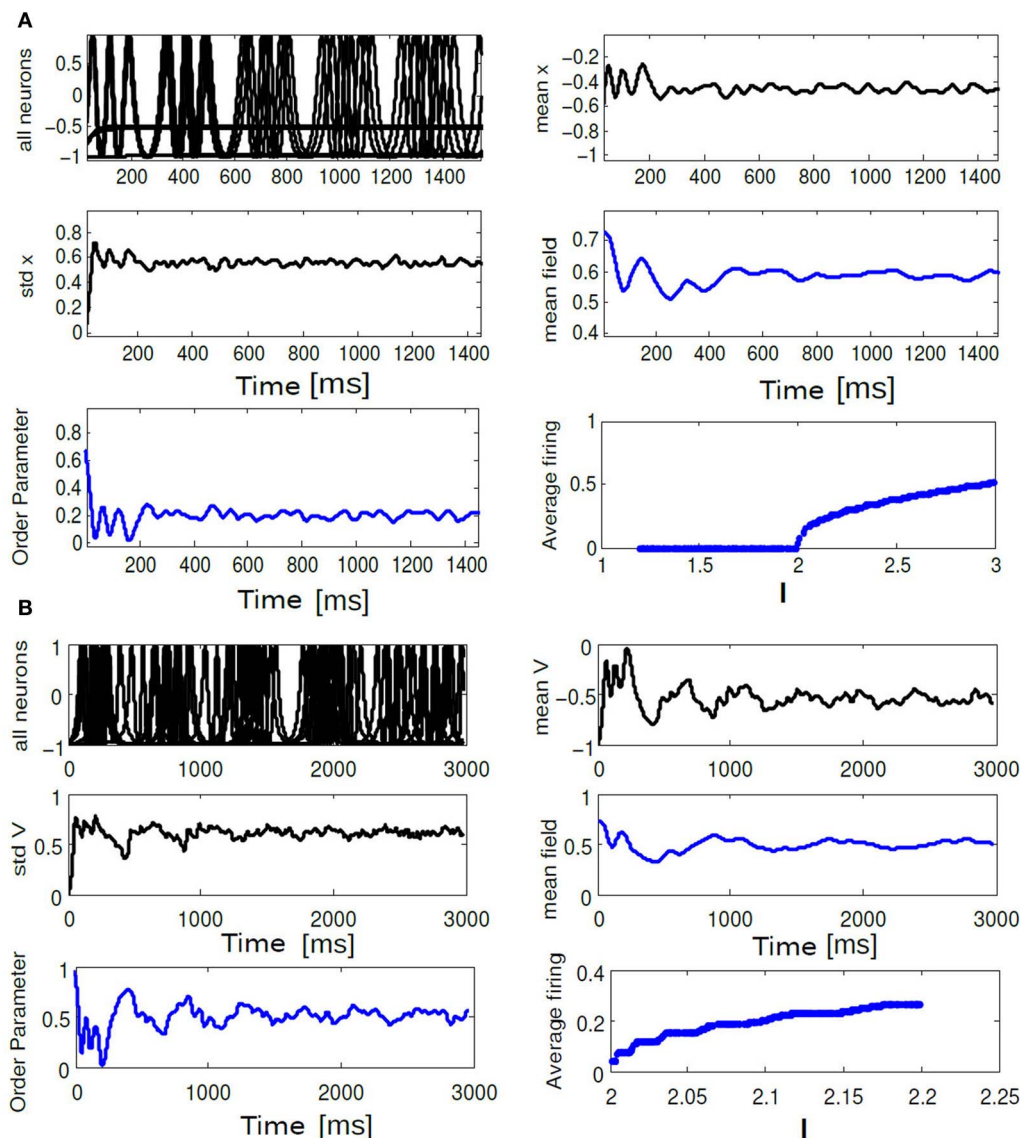 A
all neurons
0.5
0
−0.5
−1
200 400 600 800 1000 1200 1400
mean x
−0.2
−0.4
−0.6
−0.8
−1
200 400 600 800 1000 1200 1400
std x
0.8
0.6
0.4
0.2
0
200 400 600 800 1000 1200 1400
Time [ms]
mean field
0.7
0.6
0.5
0.4
200 400 600 800 1000 1200 1400
Time [ms]
Order Parameter
0.8
0.6
0.4
0.2
0
200 400 600 800 1000 1200 1400
Time [ms]
Average firing
1
0.5
0
1 1.5 2 2.5 3
I
B
all neurons
1
0
−1
0 1000 2000 3000
mean V
0
−0.5
−1
0 1000 2000 3000
std V
1
0.5
0
0 1000 2000 3000
Time [ms]
mean field
1
0.5
0
0 1000 2000 3000
Time [ms]
Order Parameter
1
0.5
0
0 1000 2000 3000
Time [ms]
Average firing
0.4
0.2
0
2 2.05 2.1 2.15 2.2 2.25
I